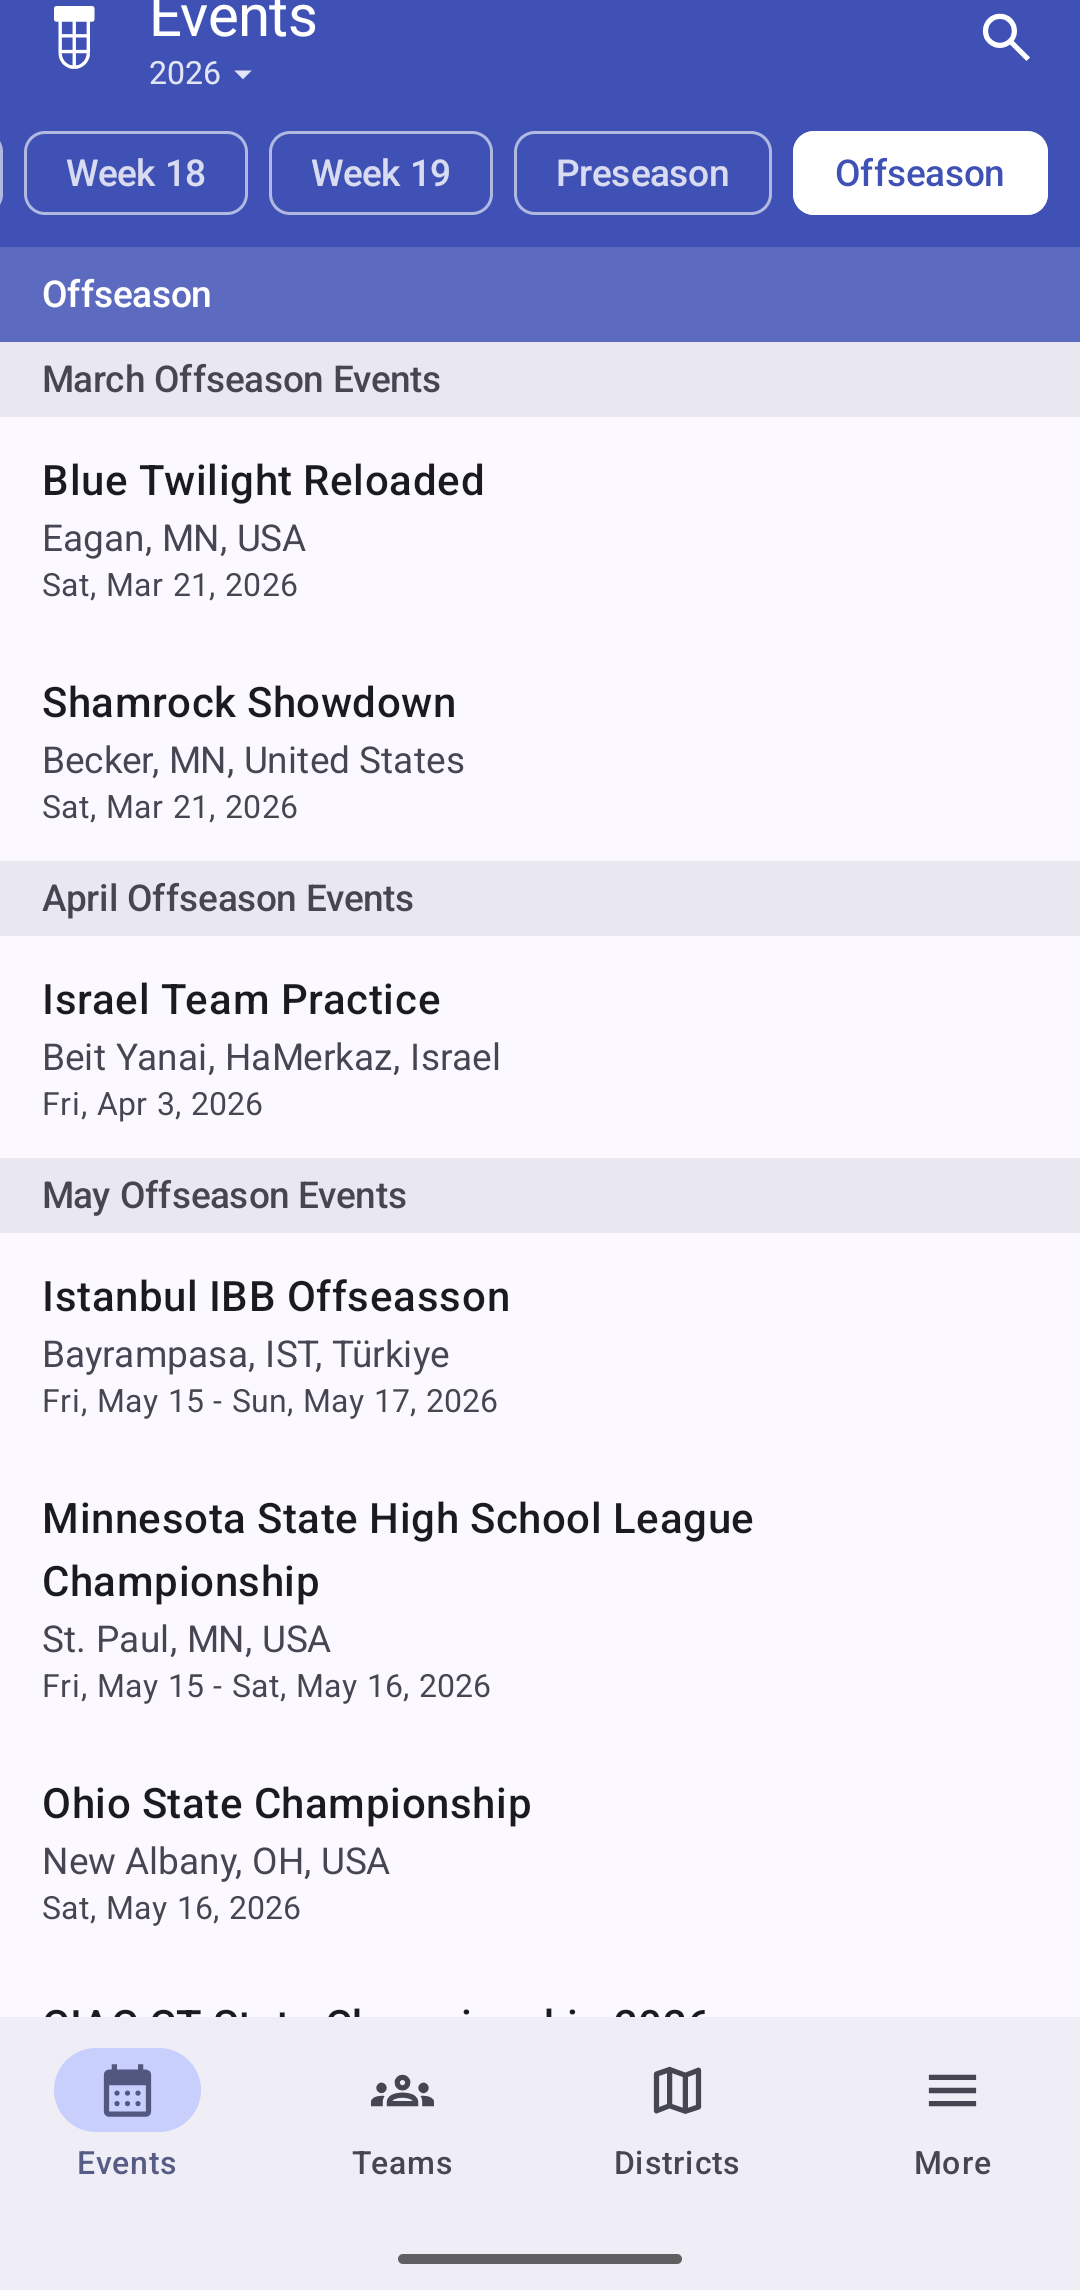 Events
2026
Week 18
Week 19
Preseason
Offseason
Offseason
March Offseason Events
Blue Twilight Reloaded
Eagan, MN, USA
Sat, Mar 21, 2026
Shamrock Showdown
Becker, MN, United States
Sat, Mar 21, 2026
April Offseason Events
Israel Team Practice
Beit Yanai, HaMerkaz, Israel
Fri, Apr 3, 2026
May Offseason Events
Istanbul IBB Offseasson
Bayrampasa, IST, Türkiye
Fri, May 15 - Sun, May 17, 2026
Minnesota State High School League
Championship
St. Paul, MN, USA
Fri, May 15 - Sat, May 16, 2026
Ohio State Championship
New Albany, OH, USA
Sat, May 16, 2026
State Championship 2026
Events
Teams
Districts
More